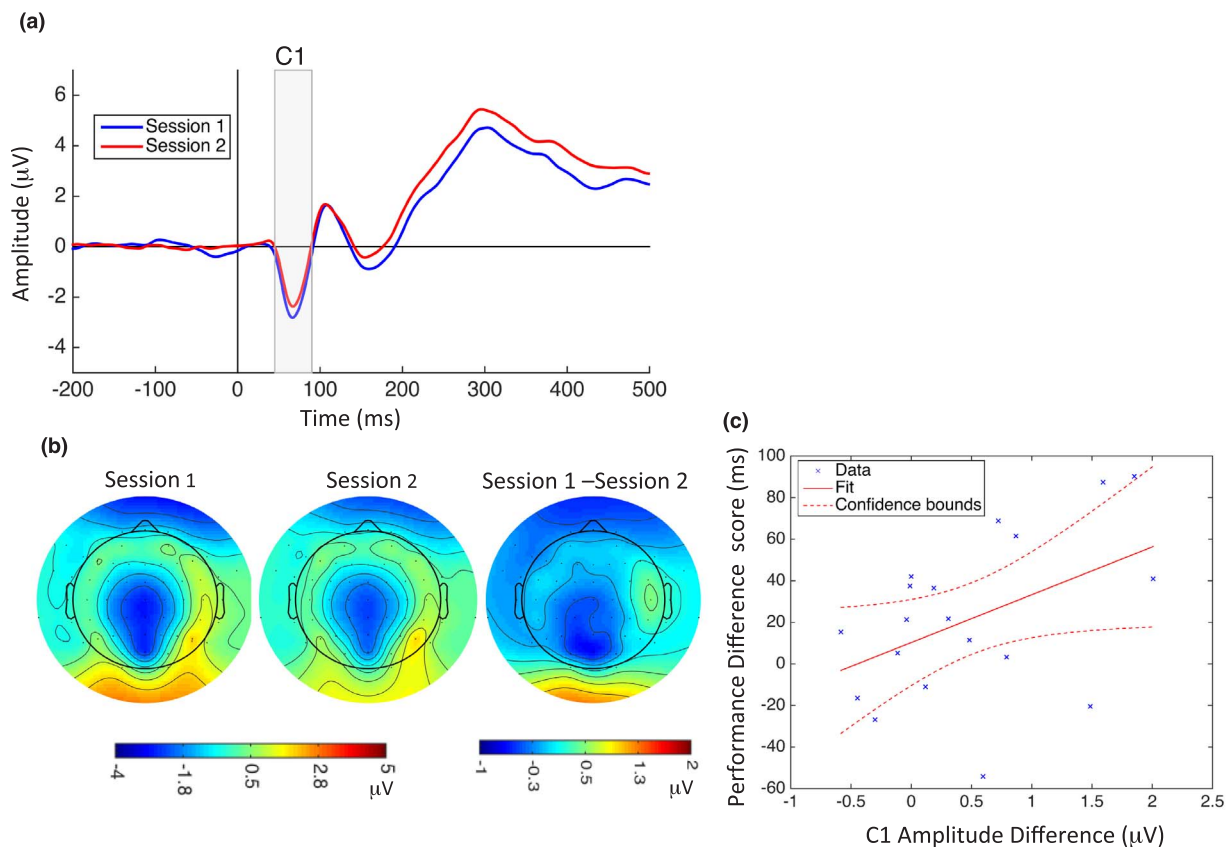 (a)
C1
Session 1
Session 2
Amplitude (μV)
6
4
2
0
-2
-4
-200 -100 0 100 200 300 400 500
Time (ms)
(b)
Session 1 Session 2 Session 1 –Session 2
-4 -1.8 0.5 2.8 5
μV
-1 -0.3 0.5 1.3 2
μV
(c)
Data
Fit
Confidence bounds
Performance Difference score (ms)
100
80
60
40
20
0
-20
-40
-60
-1 -0.5 0 0.5 1 1.5 2 2.5
C1 Amplitude Difference (μV)